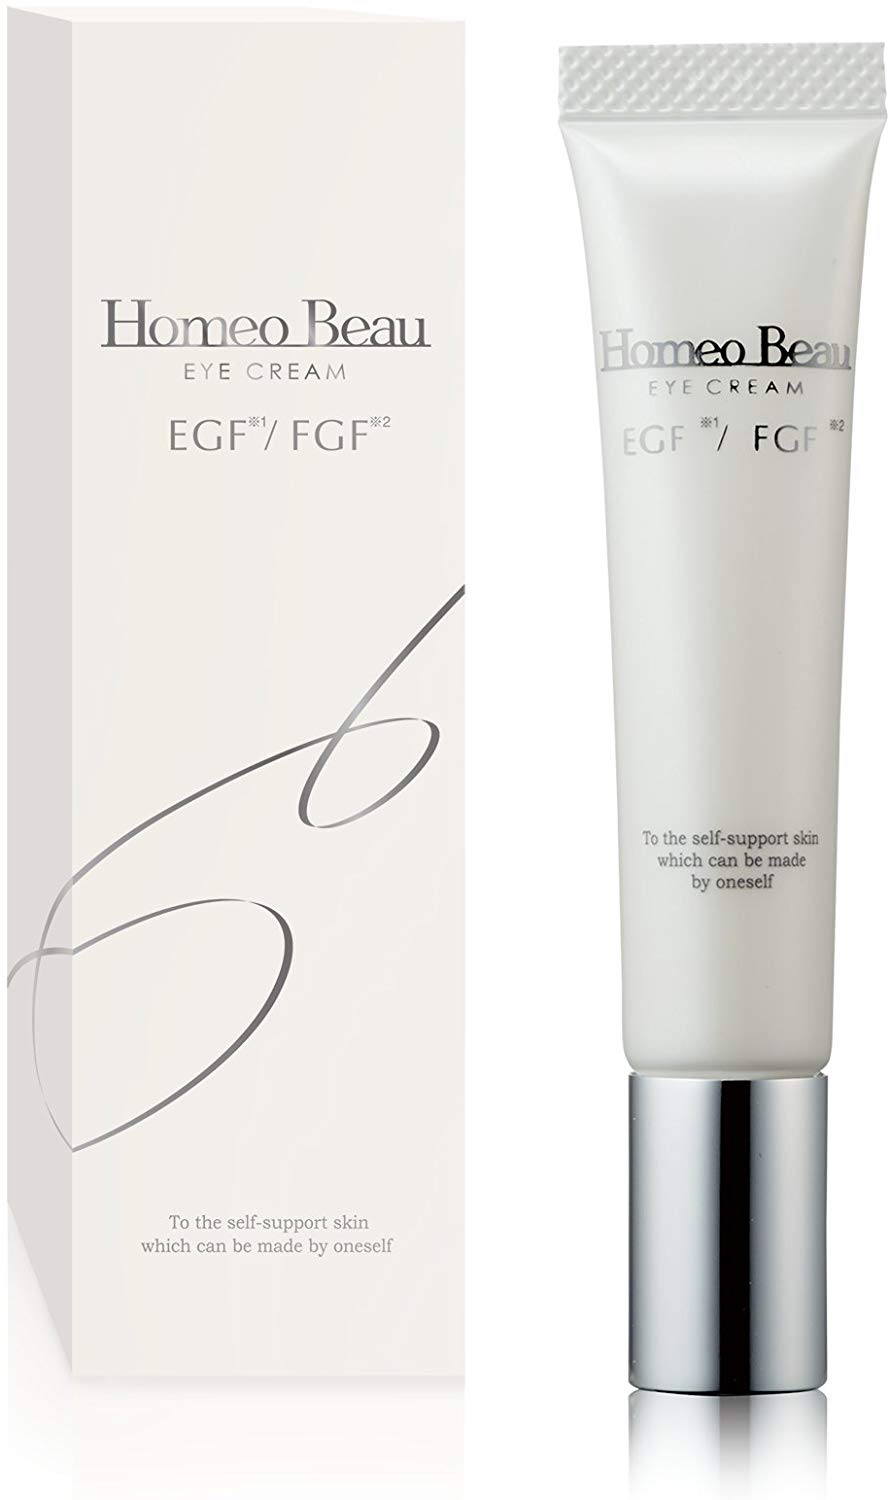 Homeo Beau
EYE CREAM
EGF※1/ FGF※2
To the self-support skin
which can be made by oneself
Homeo Beau
EYE CREAM
EGF ※1/ FGF ※2
To the self-support skin
which can be made
by oneself